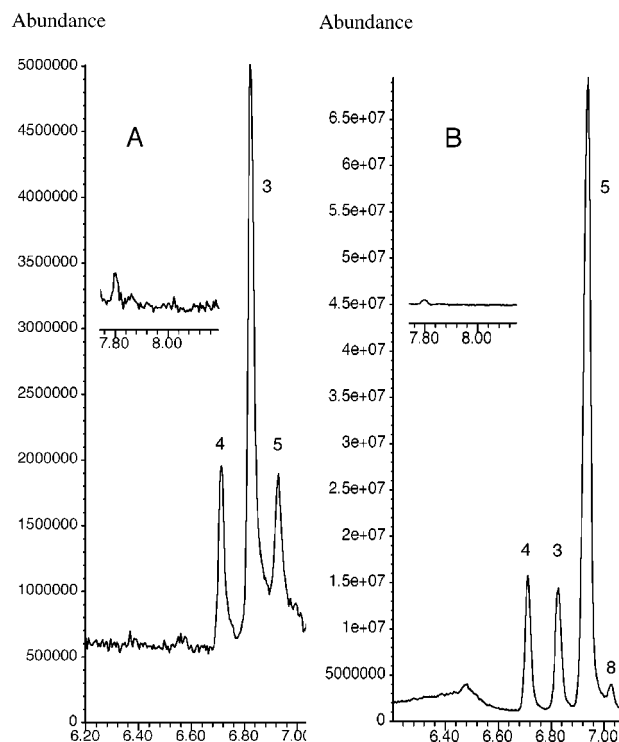 Abundance
5000000
4500000
4000000
3500000
3000000
2500000
2000000
1500000
1000000
500000
0
A
3
4
5
7.80 8.00
6.20 6.40 6.60 6.80 7.00
Abundance
6.5e+07
6e+07
5.5e+07
5e+07
4.5e+07
4e+07
3.5e+07
3e+07
2.5e+07
2e+07
1.5e+07
1e+07
5000000
0
B
5
4
3
8
7.80 8.00
6.40 6.60 6.80 7.00